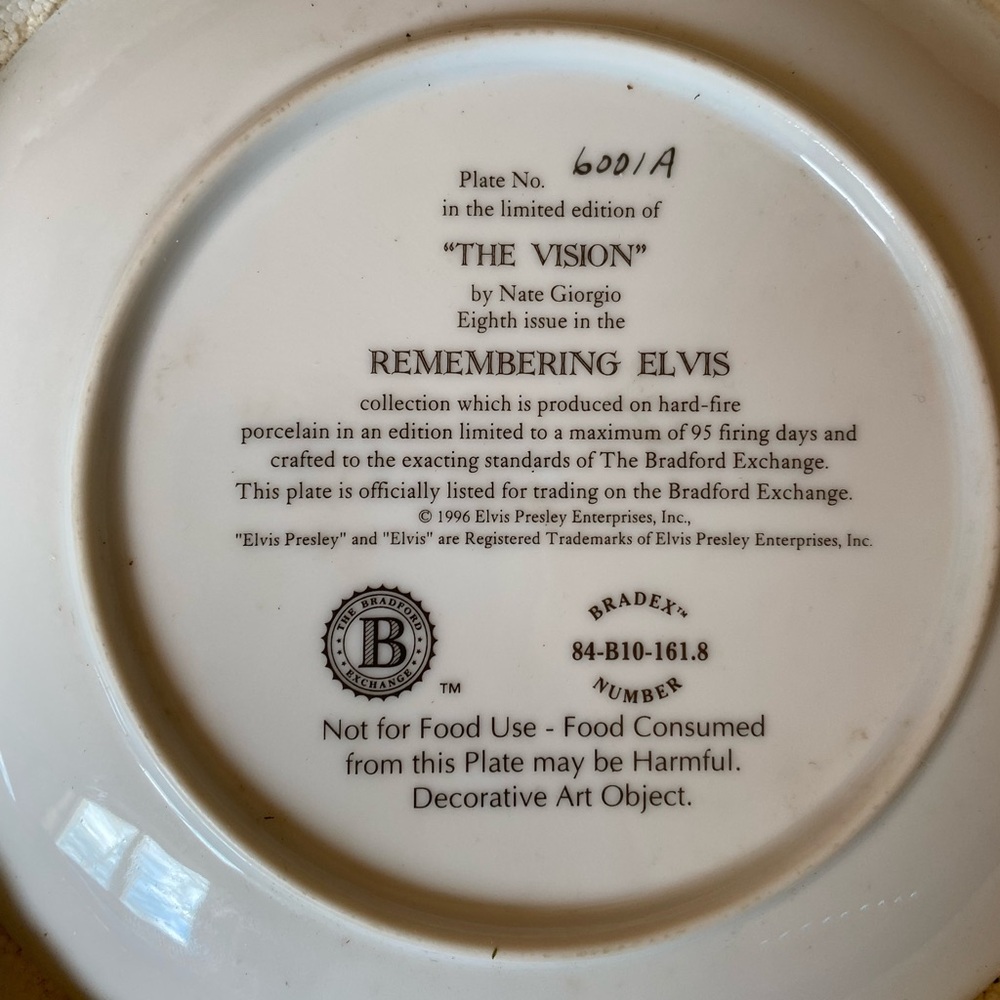 Plate No. 6001A
in the limited edition of
“THE VISION”
by Nate Giorgio
Eighth issue in the
REMEMBERING ELVIS
collection which is produced on hard-fire
porcelain in an edition limited to a maximum of 95 firing days and
crafted to the exacting standards of The Bradford Exchange.
This plate is officially listed for trading on the Bradford Exchange.
© 1996 Elvis Presley Enterprises, Inc.,
"Elvis Presley" and "Elvis" are Registered Trademarks of Elvis Presley Enterprises, Inc.
THE BRADFORD
B
EXCHANGE
TM
BRADEX™
84-B10-161.8
NUMBER
Not for Food Use - Food Consumed
from this Plate may be Harmful.
Decorative Art Object.